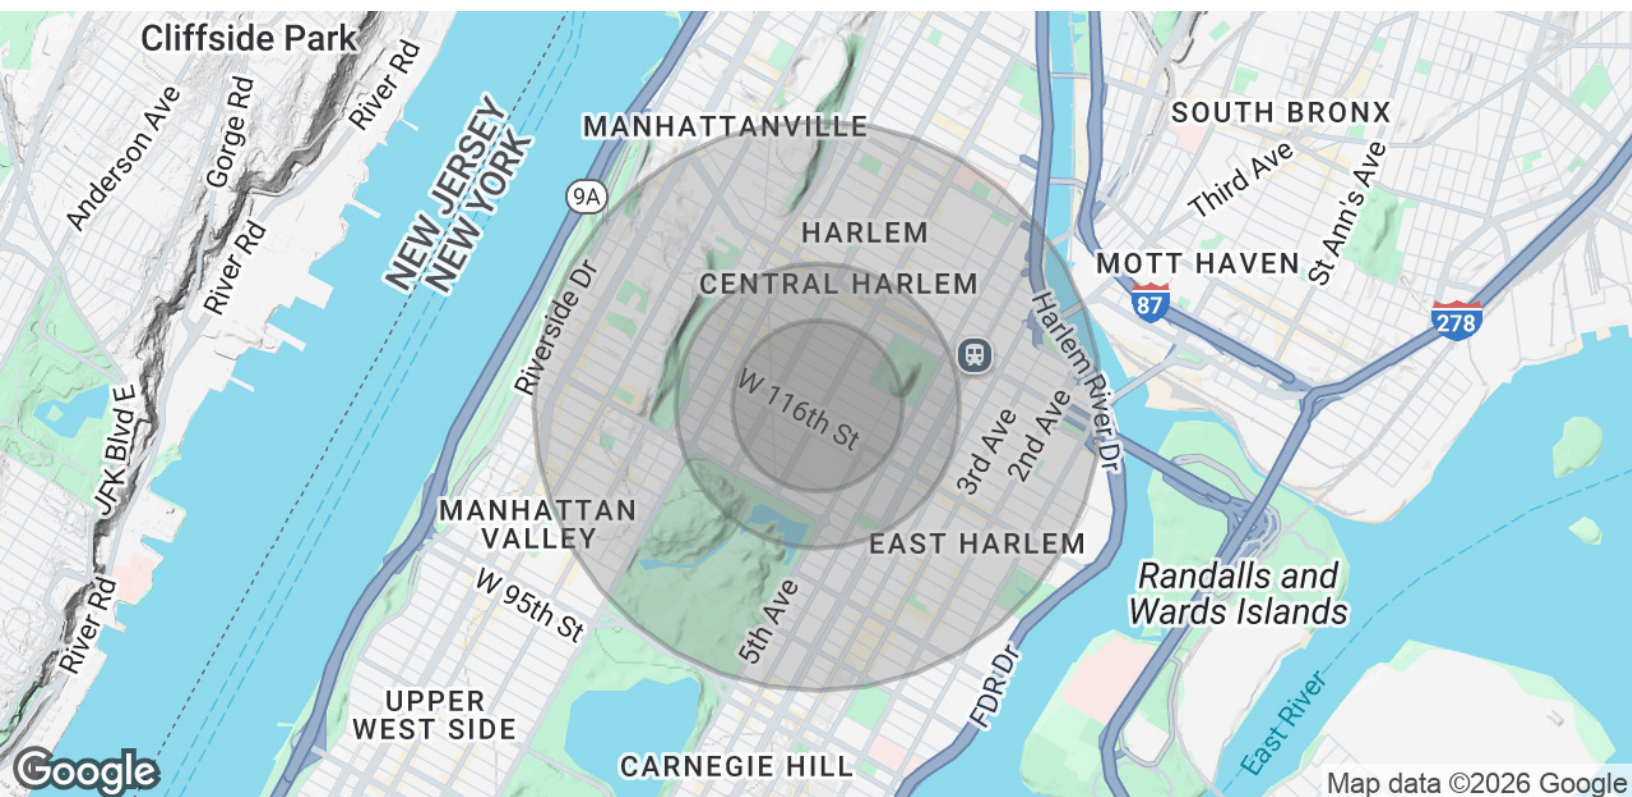 Cliffside Park
River Rd
Gorge Rd
Anderson Ave
NEW JERSEY
NEW YORK
MANHATTANVILLE
SOUTH BRONX
Third Ave
St Ann's Ave
9A
HARLEM
River Rd
CENTRAL HARLEM
MOTT HAVEN
87
278
Riverside Dr
Harlem River Dr
W 116th St
JFK Blvd E
3rd Ave
2nd Ave
MANHATTAN
VALLEY
EAST HARLEM
Randalls and
Wards Islands
W 95th St
5th Ave
River Rd
FDR Dr
UPPER
WEST SIDE
East River
CARNEGIE HILL
Google
Map data ©2026 Google